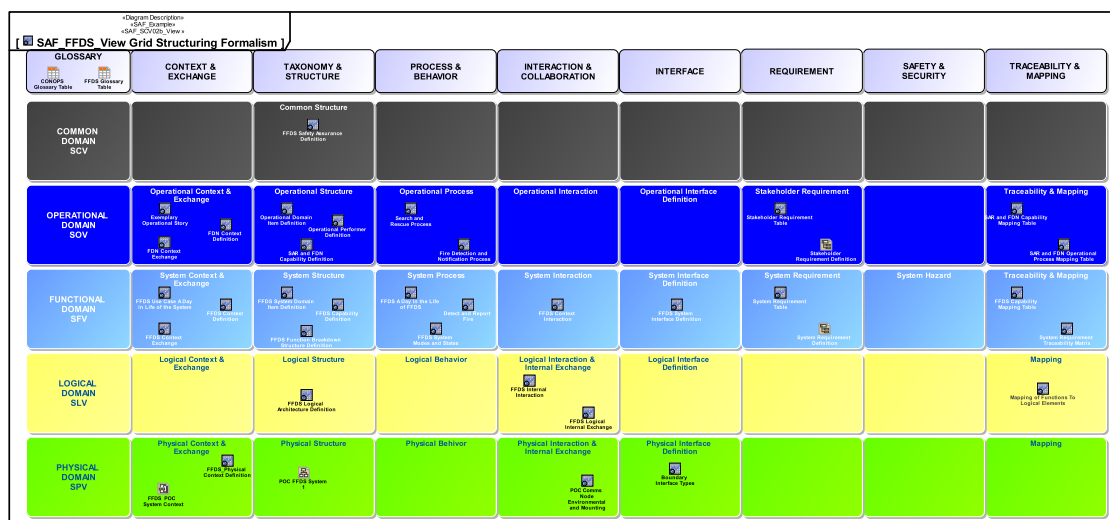 «Diagram Description»
«SAF_Example»
«SAF_SCV02b_View »
[ SAF_FFDS_View Grid Structuring Formalism ]
GLOSSARY
CONOPS
Glossary Table
FFDS Glossary
Table
CONTEXT &
EXCHANGE
TAXONOMY &
STRUCTURE
PROCESS &
BEHAVIOR
INTERACTION &
COLLABORATION
INTERFACE
REQUIREMENT
SAFETY &
SECURITY
TRACEABILITY &
MAPPING
COMMON
DOMAIN
SCV
Common Structure
FFDS Safety Assurance
Definition
OPERATIONAL
DOMAIN
SOV
Operational Context &
Exchange
Exemplary
Operational Story
FDN Context
Definition
FDN Context
Exchange
Operational Structure
Operational Domain
Item Definition
Operational Performer
Definition
SAR and FDN
Capability Definition
Operational Process
Search and
Rescue Process
Fire Detection and
Notification Process
Operational Interaction
Operational Interface
Definition
Stakeholder Requirement
Stakeholder Requirement
Table
Stakeholder
Requirement Definition
Traceability & Mapping
SAR and FDN Capability
Mapping Table
SAR and FDN Operational
Process Mapping Table
FUNCTIONAL
DOMAIN
SFV
System Context &
Exchange
FFDS Use Case A Day
In Life of the System
FFDS Context
Definition
FFDS Context
Exchange
System Structure
FFDS System Domain
Item Definition
FFDS Capability
Definition
FFDS Function Breakdown
Structure Definition
System Process
FFDS A Day In the Life
of FFDS
Detect and Report
Fire
FFDS System
Modes and States
System Interaction
FFDS Context
Interaction
System Interface
Definition
FFDS System
Interface Definition
System Requirement
System Requirement
Table
System Requirement
Definition
System Hazard
Traceability & Mapping
FFDS Capability
Mapping Table
System Requirement
Traceability Matrix
LOGICAL
DOMAIN
SLV
Logical Context &
Exchange
Logical Structure
FFDS Logical
Architecture Definition
Logical Behavior
Logical Interaction &
Internal Exchange
FFDS Internal
Interaction
FFDS Logical
Internal Exchange
Logical Interface
Definition
Mapping
Mapping of Functions To
Logical Elements
PHYSICAL
DOMAIN
SPV
Physical Context &
Exchange
FFDS_Physical
Context Definition
FFDS POC
System Context
Physical Structure
POC FFDS System
1
Physical Behivor
Physical Interaction &
Internal Exchange
POC Comms
Node
Environmental
and Mounting
Physical Interface
Definition
Boundary
Interface Types
Mapping